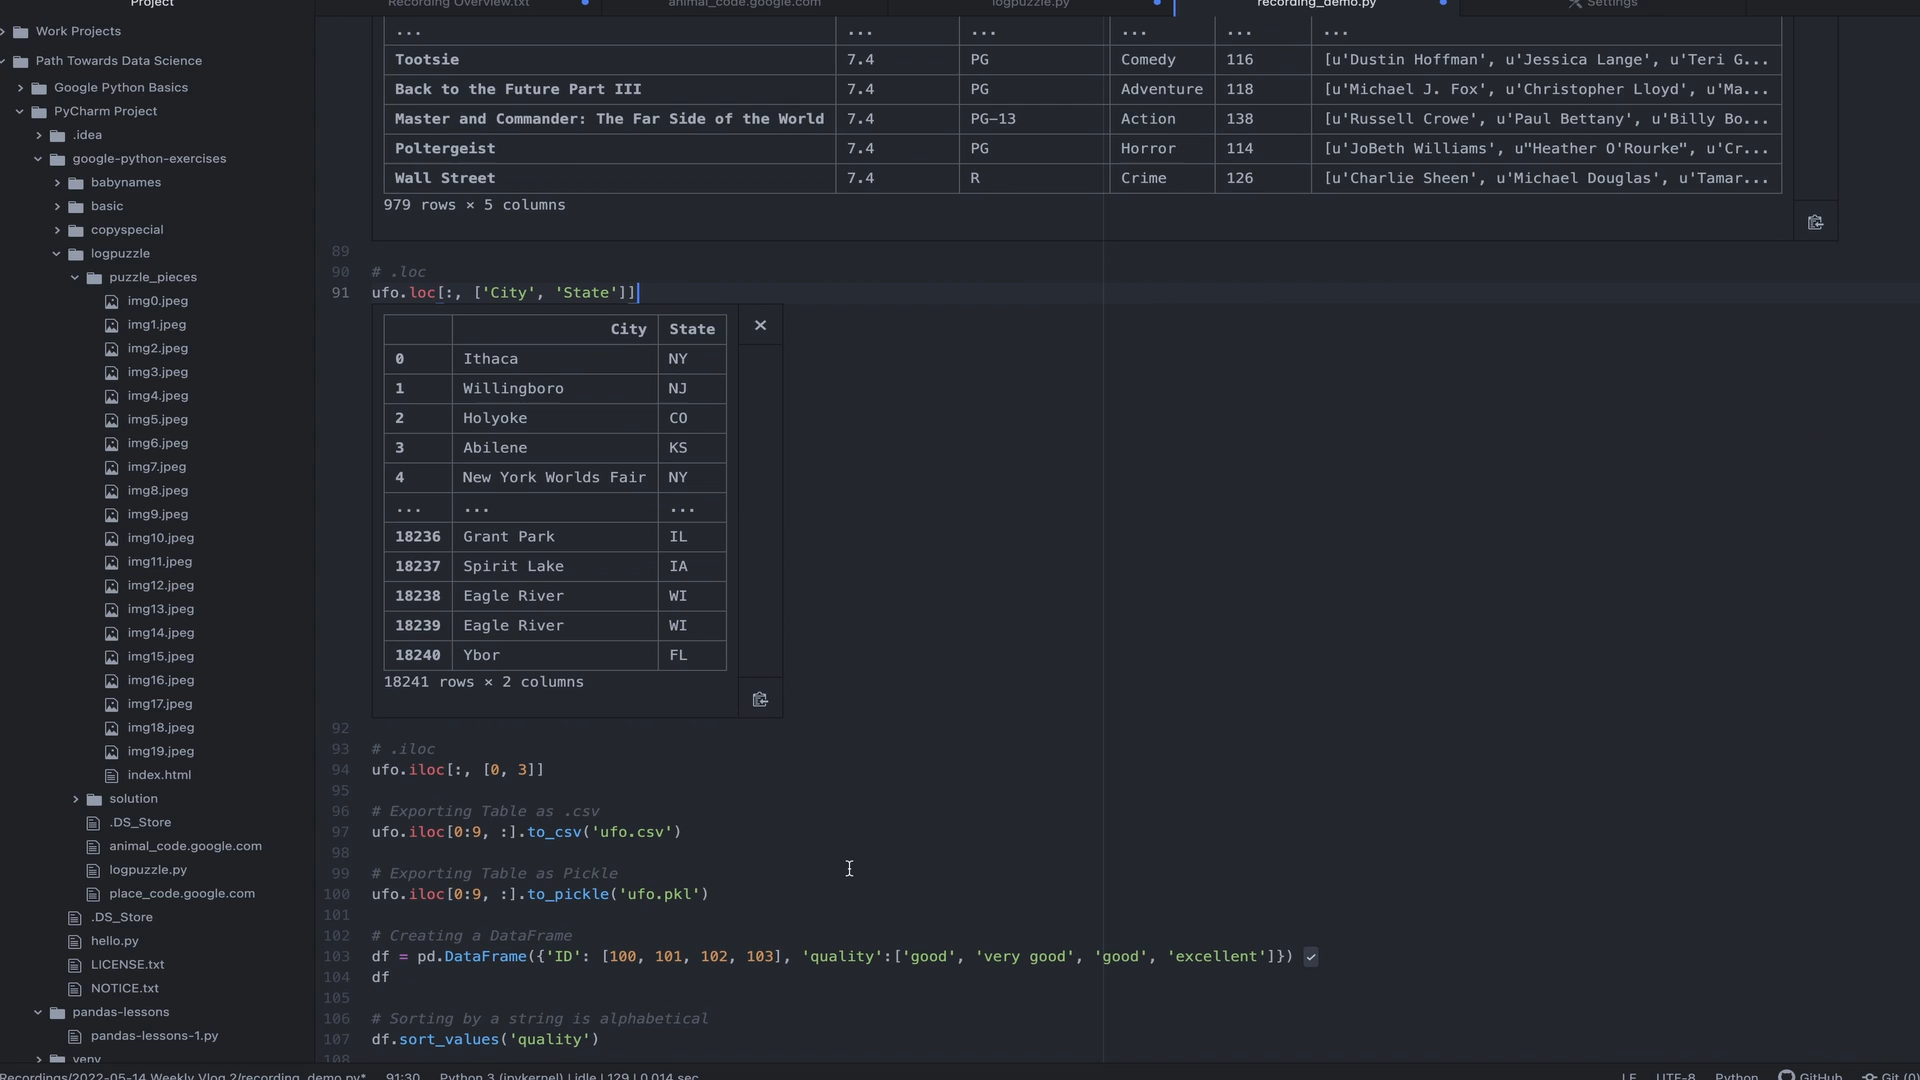 Project
Recording Overview.txt
animal_code.google.com
logpuzzle.py
recording_demo.py
Settings
Work Projects
Path Towards Data Science
Google Python Basics
PyCharm Project
.idea
google-python-exercises
babynames
basic
copyspecial
logpuzzle
puzzle_pieces
img0.jpeg
img1.jpeg
img2.jpeg
img3.jpeg
img4.jpeg
img5.jpeg
img6.jpeg
img7.jpeg
img8.jpeg
img9.jpeg
img10.jpeg
img11.jpeg
img12.jpeg
img13.jpeg
img14.jpeg
img15.jpeg
img16.jpeg
img17.jpeg
img18.jpeg
img19.jpeg
index.html
solution
.DS_Store
animal_code.google.com
logpuzzle.py
place_code.google.com
.DS_Store
hello.py
LICENSE.txt
NOTICE.txt
pandas-lessons
pandas-lessons-1.py
venv
... ... ... ... ... ...
Tootsie 7.4 PG Comedy 116 [u'Dustin Hoffman', u'Jessica Lange', u'Teri G...
Back to the Future Part III 7.4 PG Adventure 118 [u'Michael J. Fox', u'Christopher Lloyd', u'Ma...
Master and Commander: The Far Side of the World 7.4 PG-13 Action 138 [u'Russell Crowe', u'Paul Bettany', u'Billy Bo...
Poltergeist 7.4 PG Horror 114 [u'JoBeth Williams', u"Heather O'Rourke", u'Cr...
Wall Street 7.4 R Crime 126 [u'Charlie Sheen', u'Michael Douglas', u'Tamar...
979 rows × 5 columns
89
90 # .loc
91 ufo.loc[:, ['City', 'State']]
City State
0 Ithaca NY
1 Willingboro NJ
2 Holyoke CO
3 Abilene KS
4 New York Worlds Fair NY
... ... ...
18236 Grant Park IL
18237 Spirit Lake IA
18238 Eagle River WI
18239 Eagle River WI
18240 Ybor FL
18241 rows × 2 columns
92
93 # .iloc
94 ufo.iloc[:, [0, 3]]
95
96 # Exporting Table as .csv
97 ufo.iloc[0:9, :].to_csv('ufo.csv')
98
99 # Exporting Table as Pickle
100 ufo.iloc[0:9, :].to_pickle('ufo.pkl')
101
102 # Creating a DataFrame
103 df = pd.DataFrame({'ID': [100, 101, 102, 103], 'quality':['good', 'very good', 'good', 'excellent']})
104 df
105
106 # Sorting by a string is alphabetical
107 df.sort_values('quality')
108
Recordings/2022-05-14 Weekly Vlog 2/recording_demo.py* 91:30 Python 3 (ipykernel) | idle | 129 | 0.014 sec LF UTF-8 Python GitHub Git (0)